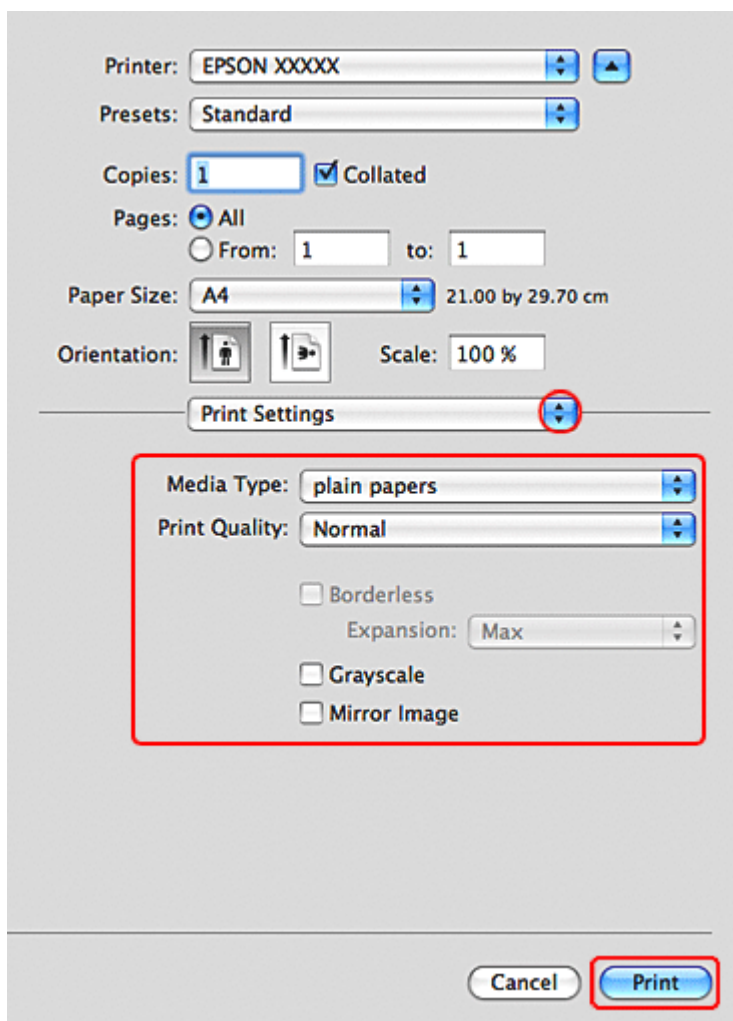 Printer: EPSON XXXXX
Presets: Standard
Copies: 1 Collated
Pages: All
From: 1 to: 1
Paper Size: A4 21.00 by 29.70 cm
Orientation: Scale: 100 %
Print Settings
Media Type: plain papers
Print Quality: Normal
Borderless
Expansion: Max
Grayscale
Mirror Image
Cancel Print